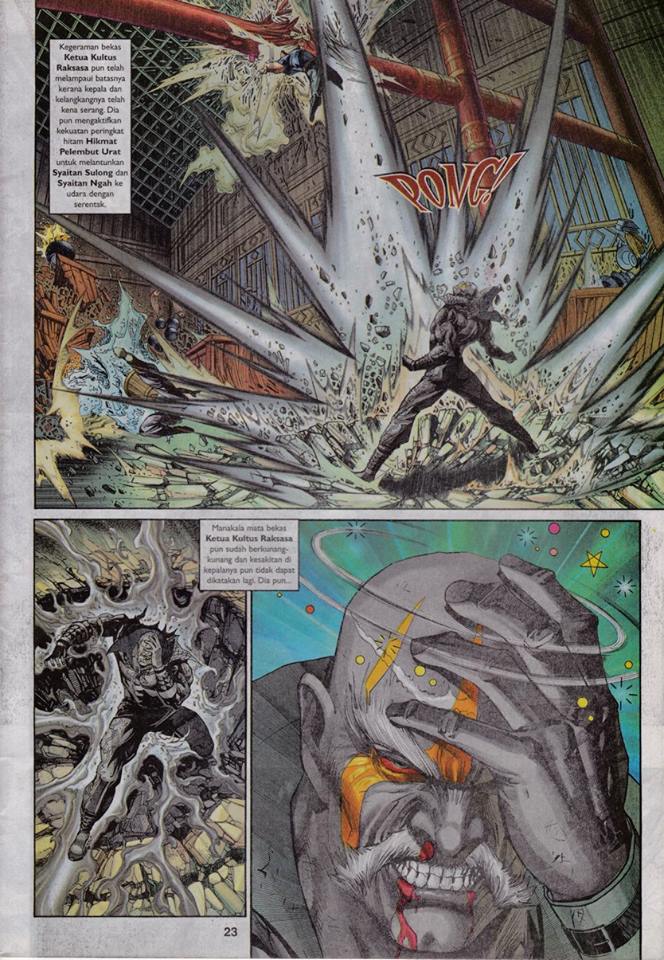 Kegeraman bekas
Ketua Kultus
Raksasa pun telah
melampaui batasnya
kerana kepala dan
kelangkangnya telah
kena serang. Dia
pun mengaktifkan
kekuatan peringkat
hitam Hikmat
Pelembut Urat
untuk melantunkan
Syaitan Sulong dan
Syaitan Ngah ke
udara dengan
serentak.
PONG!
Manakala mata bekas
Ketua Kultus Raksasa
pun sudah berkunang-
kunang dan kesakitan di
kepalanya pun tidak dapat
dikatakan lagi. Dia pun...
23